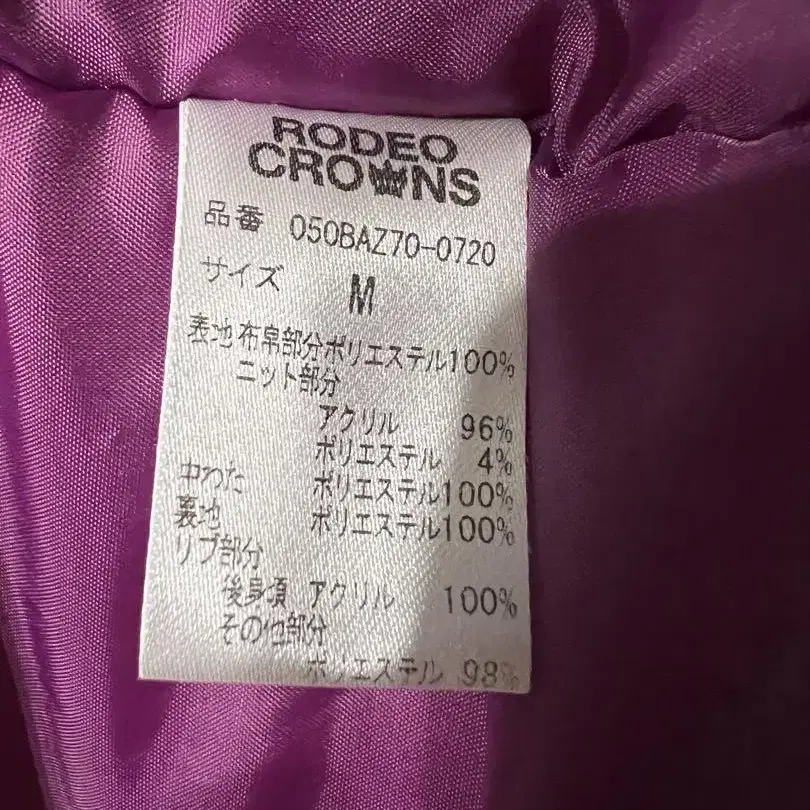 RODEO
CROWNS
品番 050BAZ70-0720
サイズ M
表地 布帛部分 ポリエステル100%
ニット部分
アクリル 96%
ポリエステル 4%
中わた ポリエステル100%
裏地 ポリエステル100%
リブ部分
後身頃 アクリル 100%
その他部分
ポリエステル 98%